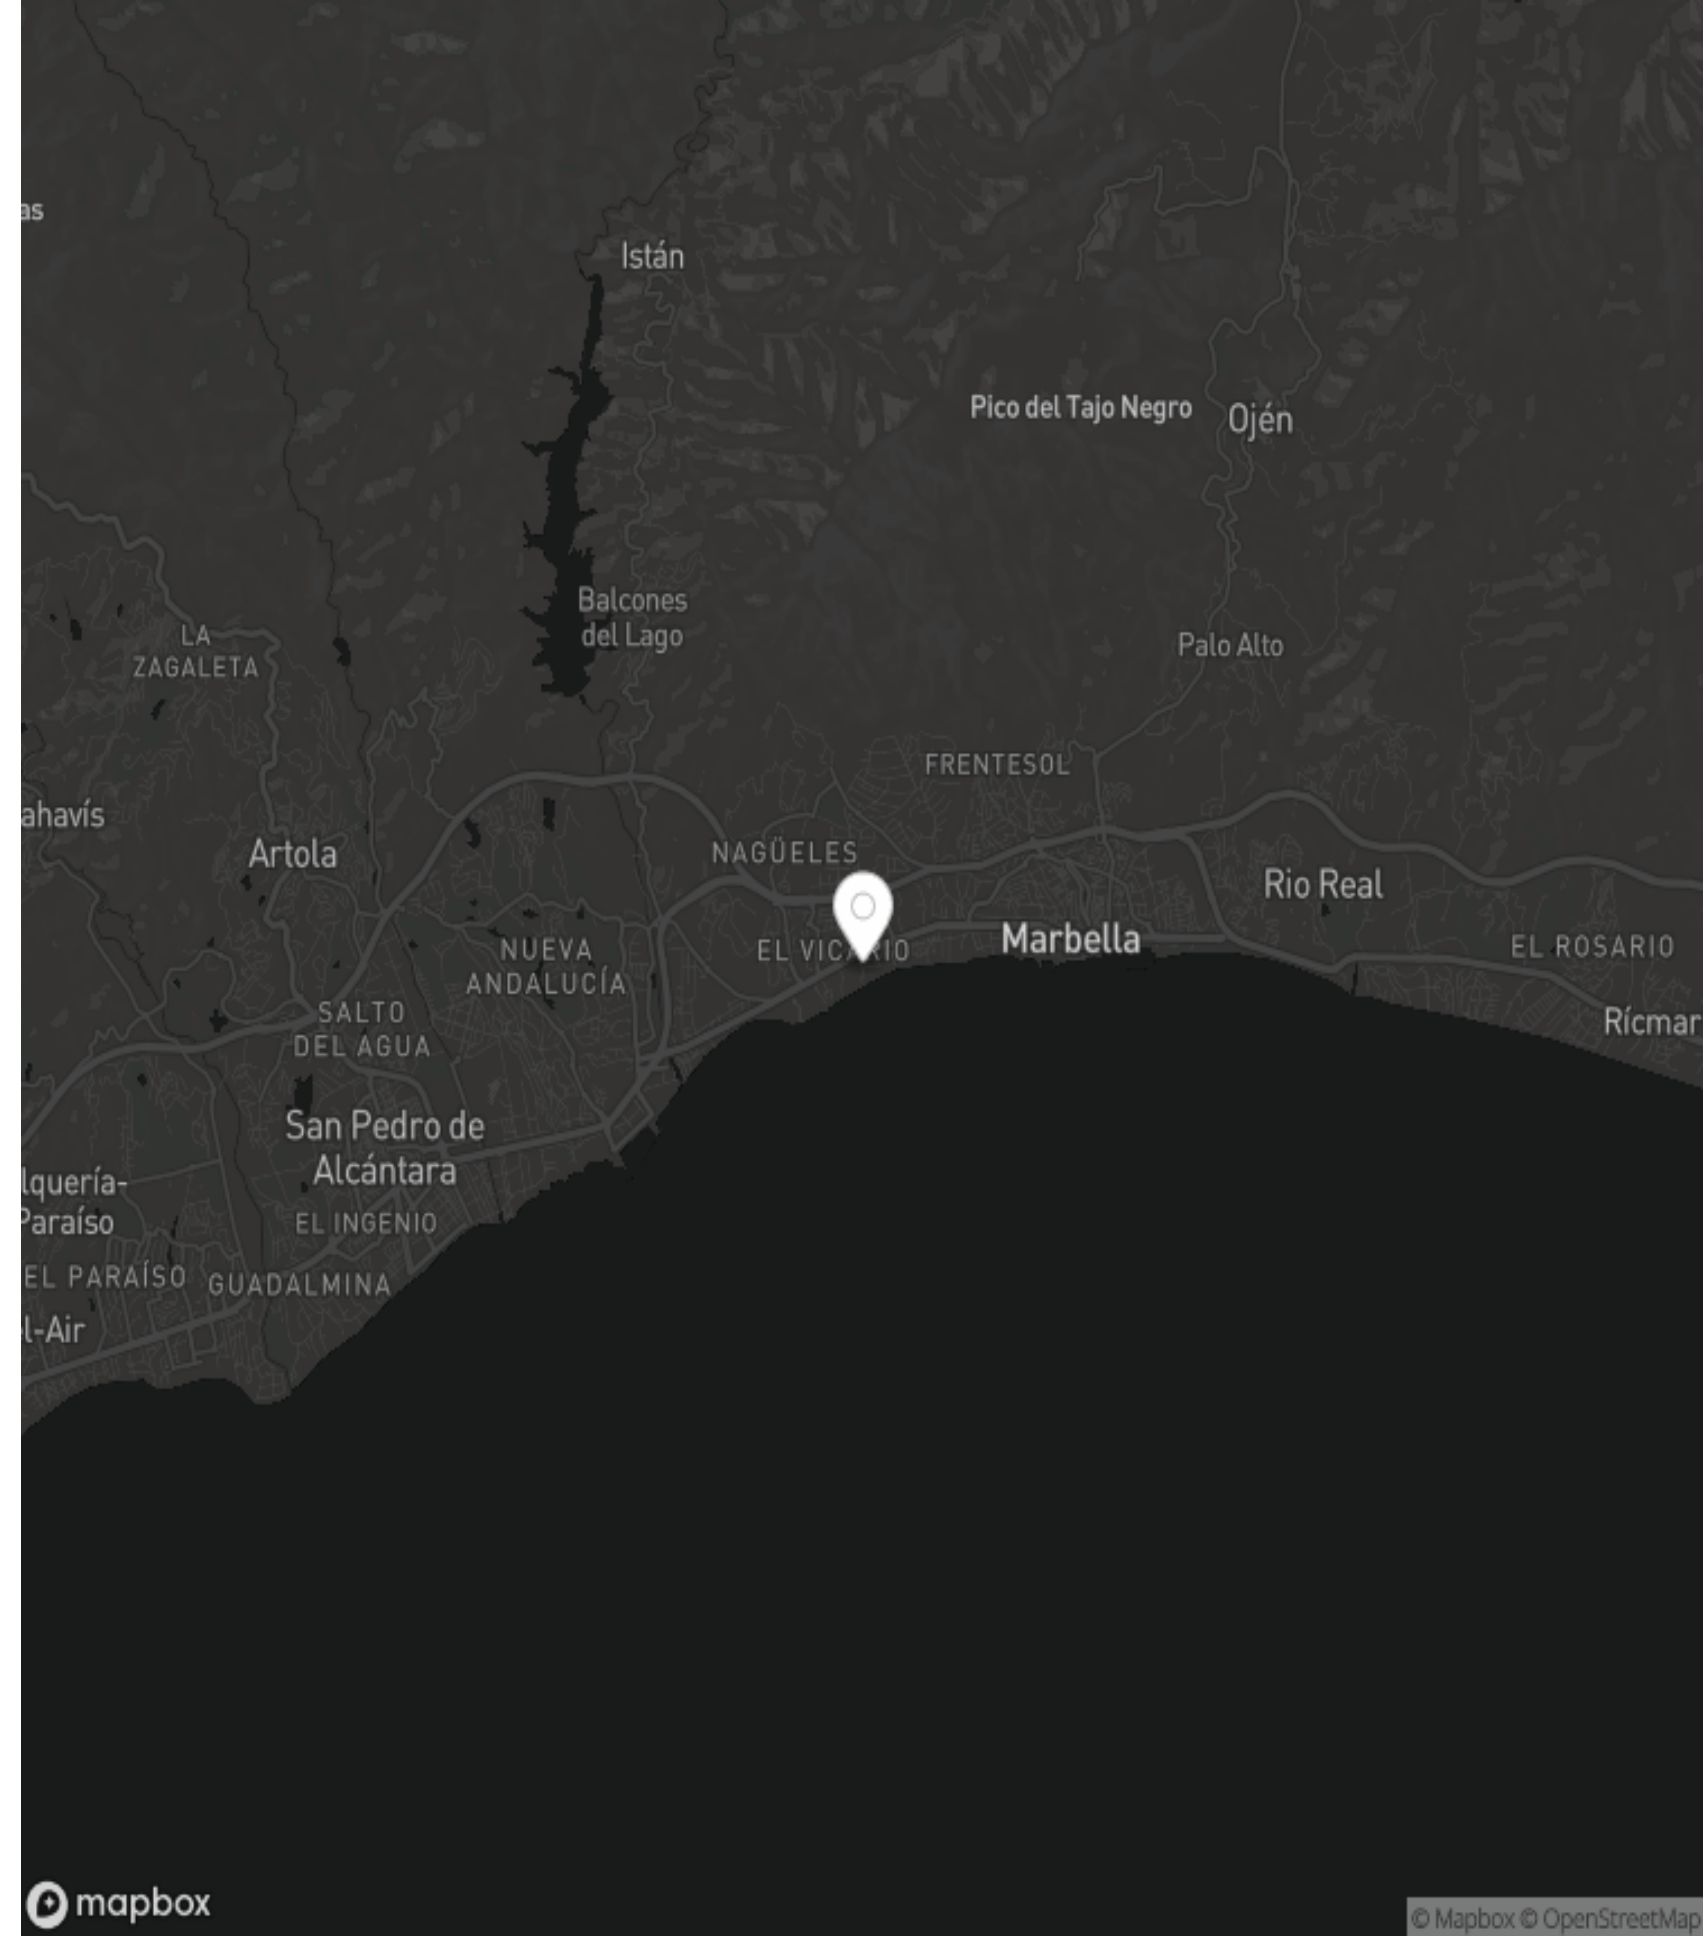 as
Istán
Pico del Tajo Negro
Ojén
Balcones
del Lago
LA
ZAGALETA
Palo Alto
FRENTESOL
ahavís
Artola
NAGÜELES
Rio Real
NUEVA
ANDALUCÍA
Marbella
EL ROSARIO
SALTO
DEL AGUA
Rícmar
San Pedro de
Alcántara
lquería-
Paraíso
EL INGENIO
EL PARAÍSO
GUADALMINA
l-Air
mapbox
© Mapbox © OpenStreetMap